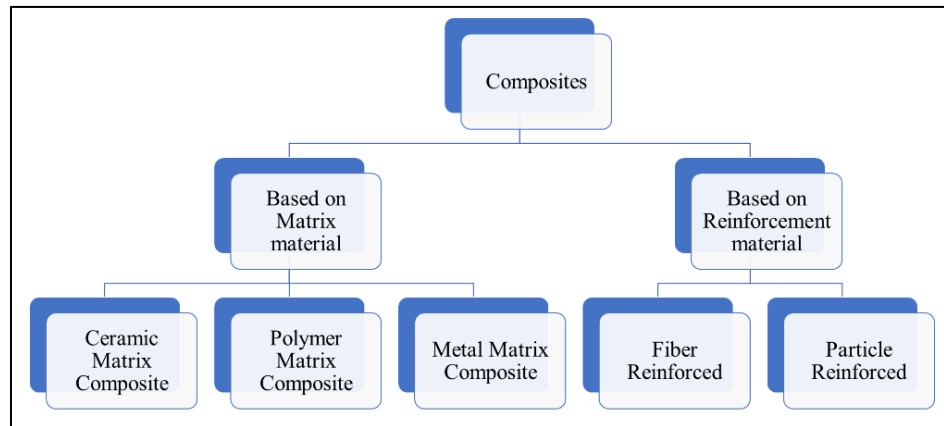 Composites
Based on
Matrix
material
Based on
Reinforcement
material
Ceramic
Matrix
Composite
Polymer
Matrix
Composite
Metal Matrix
Composite
Fiber
Reinforced
Particle
Reinforced